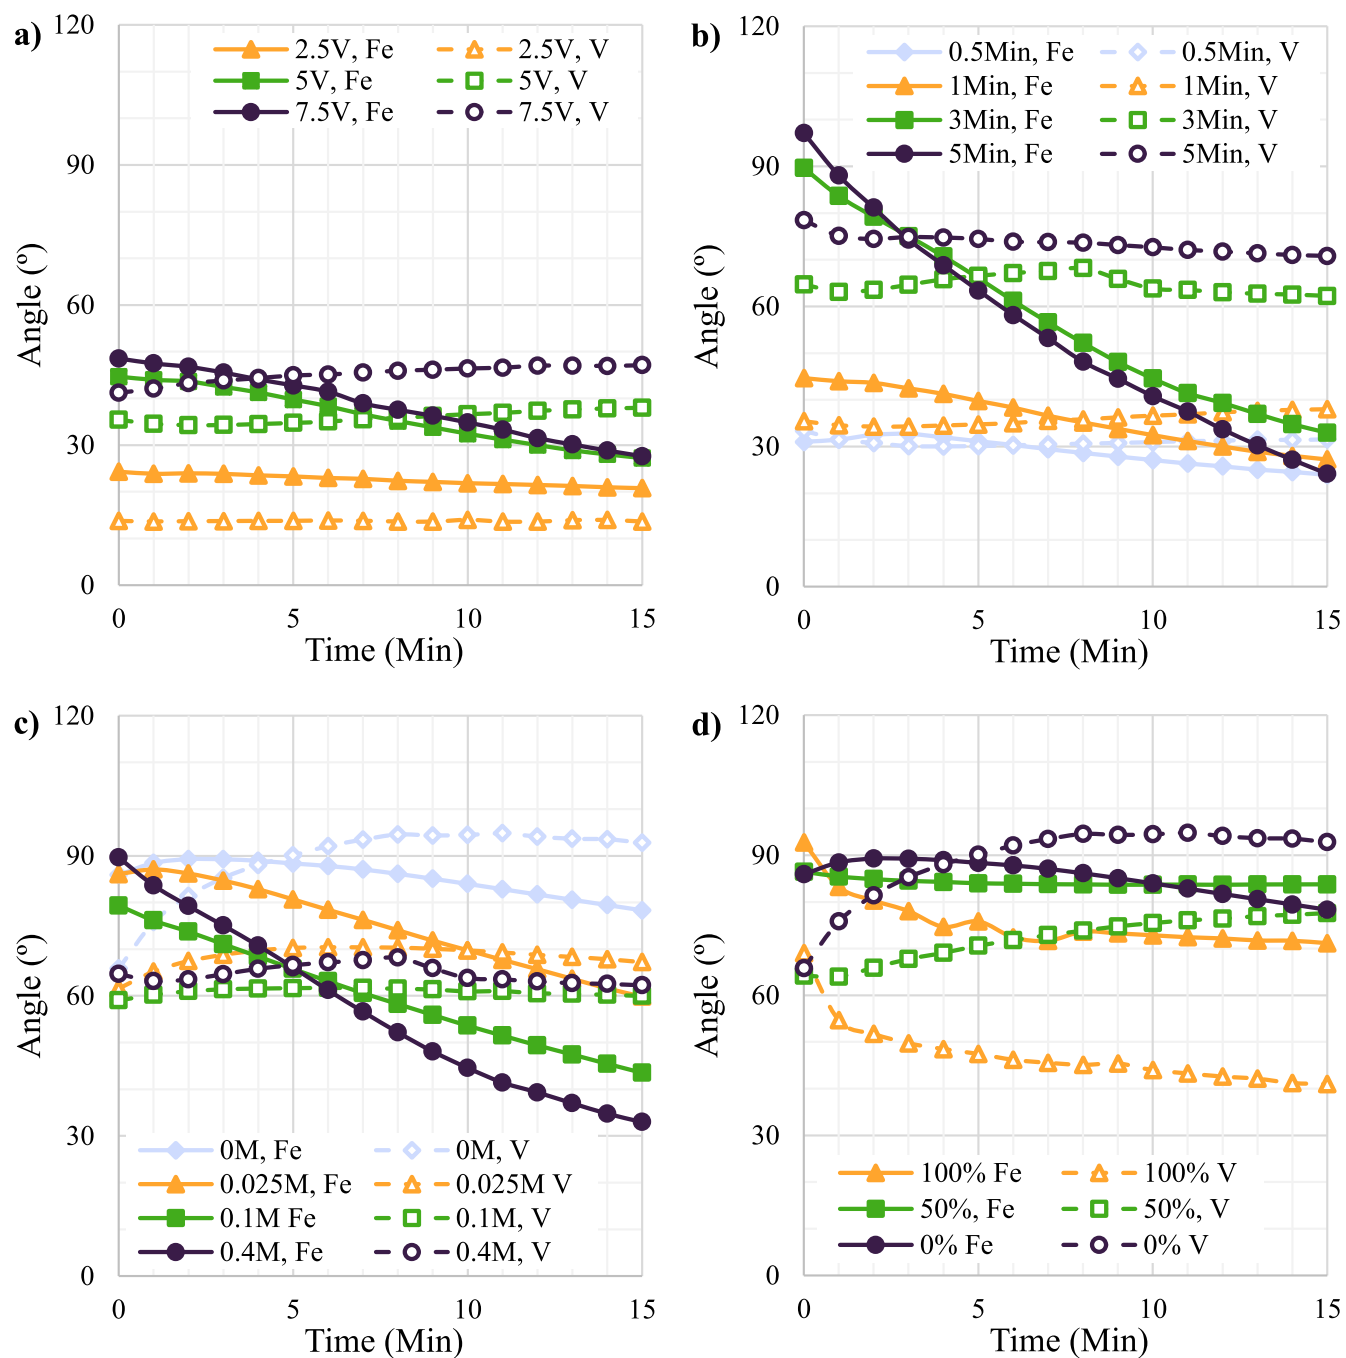 a)
120
90
60
30
0
Angle (º)
2.5V, Fe 2.5V, V
5V, Fe 5V, V
7.5V, Fe 7.5V, V
0 5 10 15
Time (Min)
b)
120
90
60
30
0
Angle (º)
0.5Min, Fe 0.5Min, V
1Min, Fe 1Min, V
3Min, Fe 3Min, V
5Min, Fe 5Min, V
0 5 10 15
Time (Min)
c)
120
90
60
30
0
Angle (º)
0M, Fe 0M, V
0.025M, Fe 0.025M V
0.1M Fe 0.1M, V
0.4M, Fe 0.4M, V
0 5 10 15
Time (Min)
d)
120
90
60
30
0
Angle (º)
100% Fe 100% V
50%, Fe 50%, V
0% Fe 0% V
0 5 10 15
Time (Min)